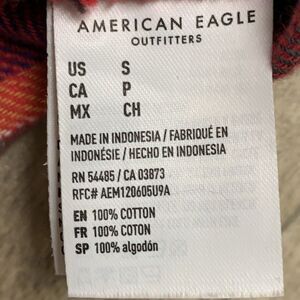 AMERICAN EAGLE
OUTFITTERS
US S
CA P
MX CH
MADE IN INDONESIA / FABRIQUÉ EN
INDONÉSIE / HECHO EN INDONESIA
RN 54485 / CA 03873
RFC# AEM120605U9A
EN 100% COTTON
FR 100% COTON
SP 100% algodón